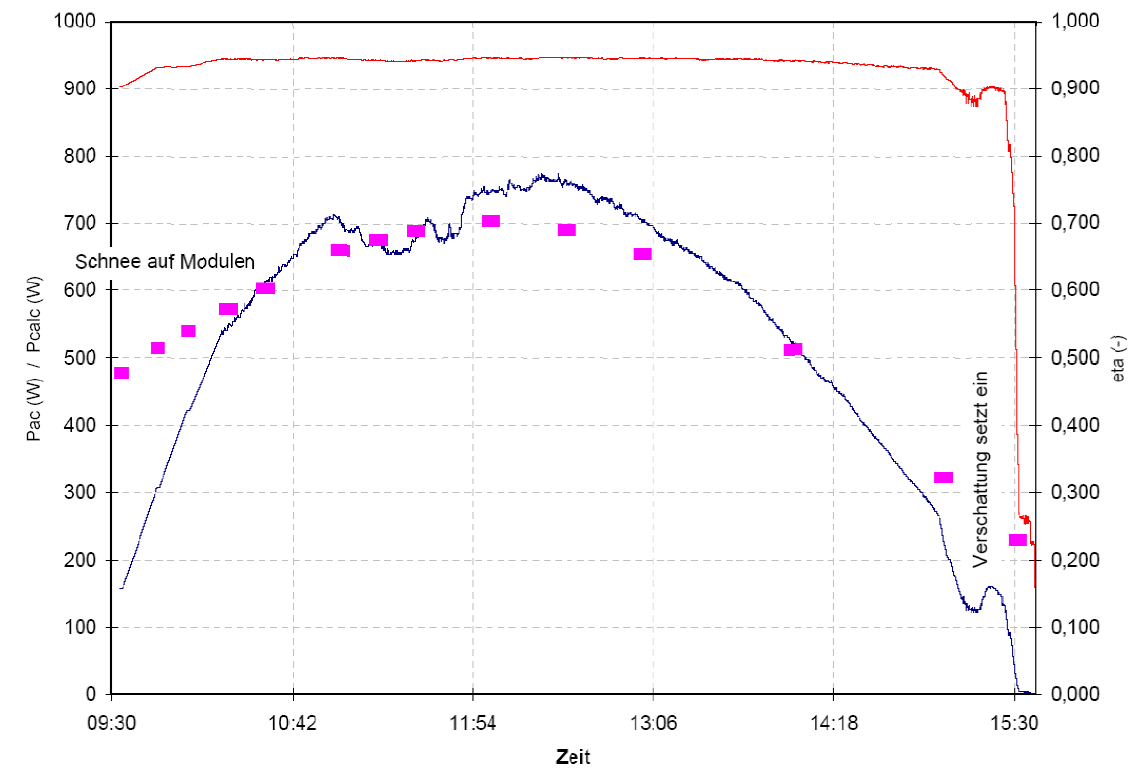 1000 1,000
900 0,900
800 0,800
700 0,700
Schnee auf Modulen
600 0,600
Pac (W) / Pcalc (W)
500 0,500
eta (-)
400 0,400
Verschattung setzt ein
300 0,300
200 0,200
100 0,100
0 0,000
09:30 10:42 11:54 13:06 14:18 15:30
Zeit